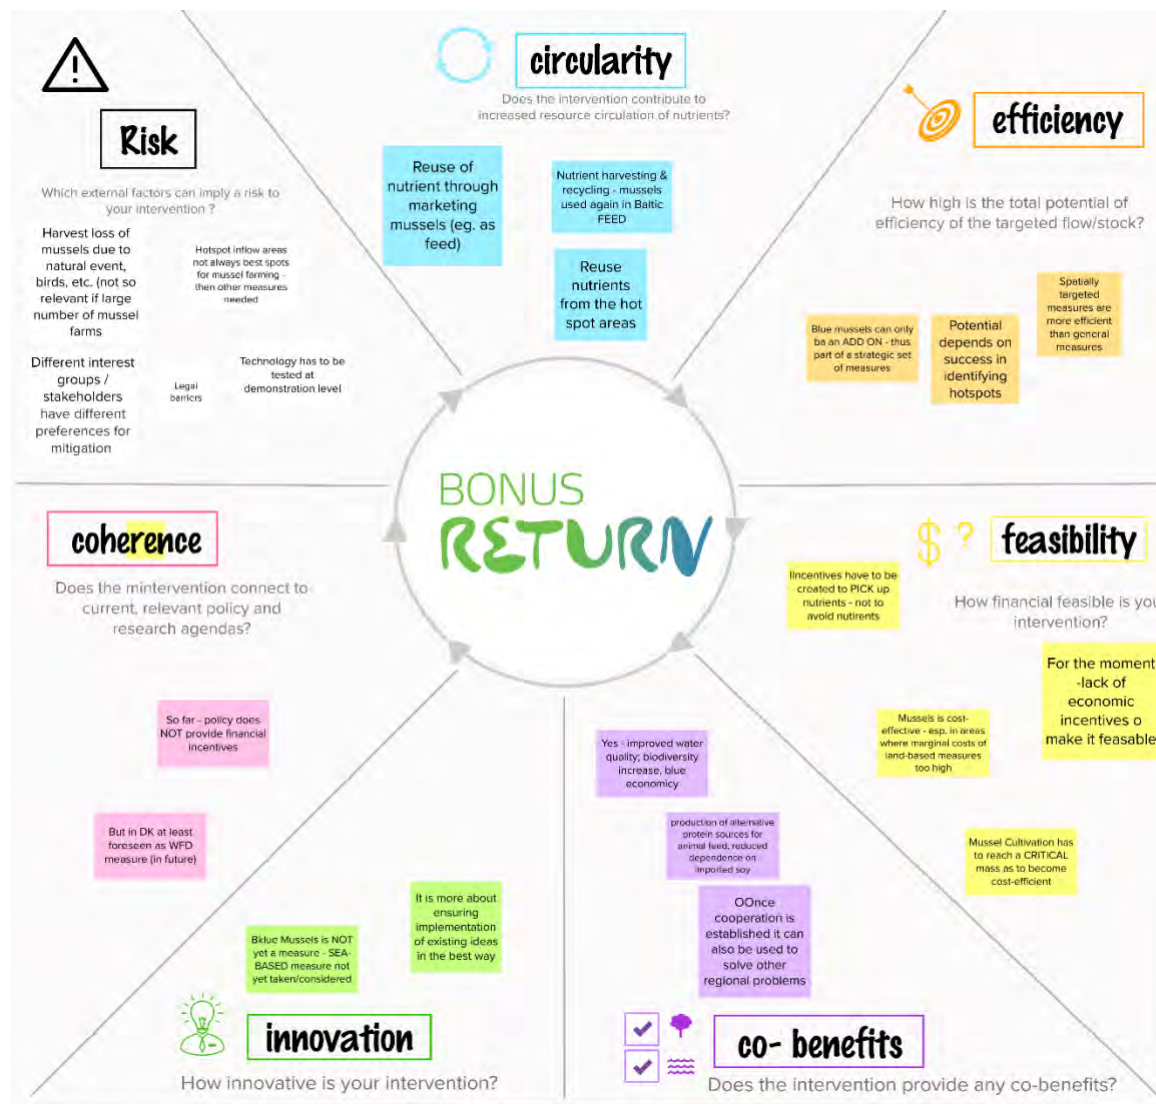 Risk
Which external factors can imply a risk to
your intervention ?
Harvest loss of
mussels due to
natural event,
birds, etc. (not so
relevant if large
number of mussel
farms
Hotspot inflow areas
not always best spots
for mussel farming -
then other measures
needed
Different interest
groups /
stakeholders
have different
preferences for
mitigation
Legal
barriers
Technology has to be
tested at
demonstration level
circularity
Does the intervention contribute to
increased resource circulation of nutrients?
Reuse of
nutrient through
marketing
mussels (eg. as
feed)
Nutrient harvesting &
recycling - mussels
used again in Baltic
FEED
Reuse
nutrients
from the hot
spot areas
efficiency
How high is the total potential of
efficiency of the targeted flow/stock?
Blue mussels can only
ba an ADD ON - thus
part of a strategic set
of measures
Potential
depends on
success in
identifying
hotspots
Spatially
targeted
measures are
more efficient
than general
measures
BONUS
RETURN
coherence
Does the mintervention connect to
current, relevant policy and
research agendas?
So far - policy does
NOT provide financial
incentives
But in DK at least
foreseen as WFD
measure (in future)
$ ?
feasibility
How financial feasible is you
intervention?
IIncentives have to be
created to PICK up
nutrients - not to
avoid nutirents
For the moment
-lack of
economic
incentives o
make it feasable
Mussels is cost-
effective - esp. in areas
where marginal costs of
land-based measures
too high
Mussel Cultivation has
to reach a CRITICAL
mass as to become
cost-efficient
It is more about
ensuring
implementation
of existing ideas
in the best way
Bklue Mussels is NOT
yet a measure - SEA-
BASED measure not
yet taken/considered
innovation
How innovative is your intervention?
Yes - improved water
quality; biodiversity
increase, blue
economicy
production of alternative
protein sources for
animal feed, reduced
dependence on
imported soy
OOnce
cooperation is
established it can
also be used to
solve other
regional problems
co- benefits
Does the intervention provide any co-benefits?